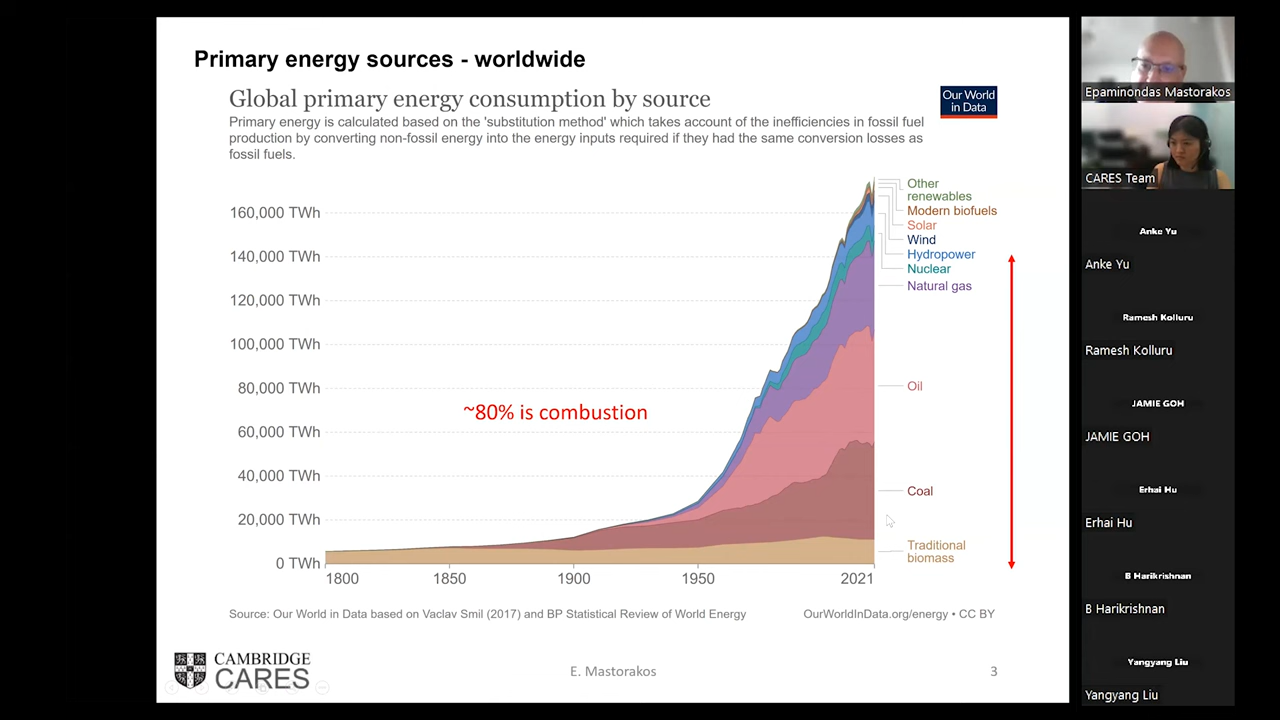 Primary energy sources - worldwide
Global primary energy consumption by source
Primary energy is calculated based on the 'substitution method' which takes account of the inefficiencies in fossil fuel
production by converting non-fossil energy into the energy inputs required if they had the same conversion losses as
fossil fuels.
Our World
in Data
160,000 TWh
140,000 TWh
120,000 TWh
100,000 TWh
80,000 TWh
60,000 TWh
40,000 TWh
20,000 TWh
0 TWh
1800
1850
1900
1950
2021
~80% is combustion
Other
renewables
Modern biofuels
Solar
Wind
Hydropower
Nuclear
Natural gas
Oil
Coal
Traditional
biomass
Source: Our World in Data based on Vaclav Smil (2017) and BP Statistical Review of World Energy
OurWorldInData.org/energy • CC BY
CAMBRIDGE
CARES
E. Mastorakos
3
Epaminondas Mastorakos
CARES Team
Anke Yu
Anke Yu
Ramesh Kolluru
Ramesh Kolluru
JAMIE GOH
JAMIE GOH
Erhai Hu
Erhai Hu
B Harikrishnan
B Harikrishnan
Yangyang Liu
Yangyang Liu